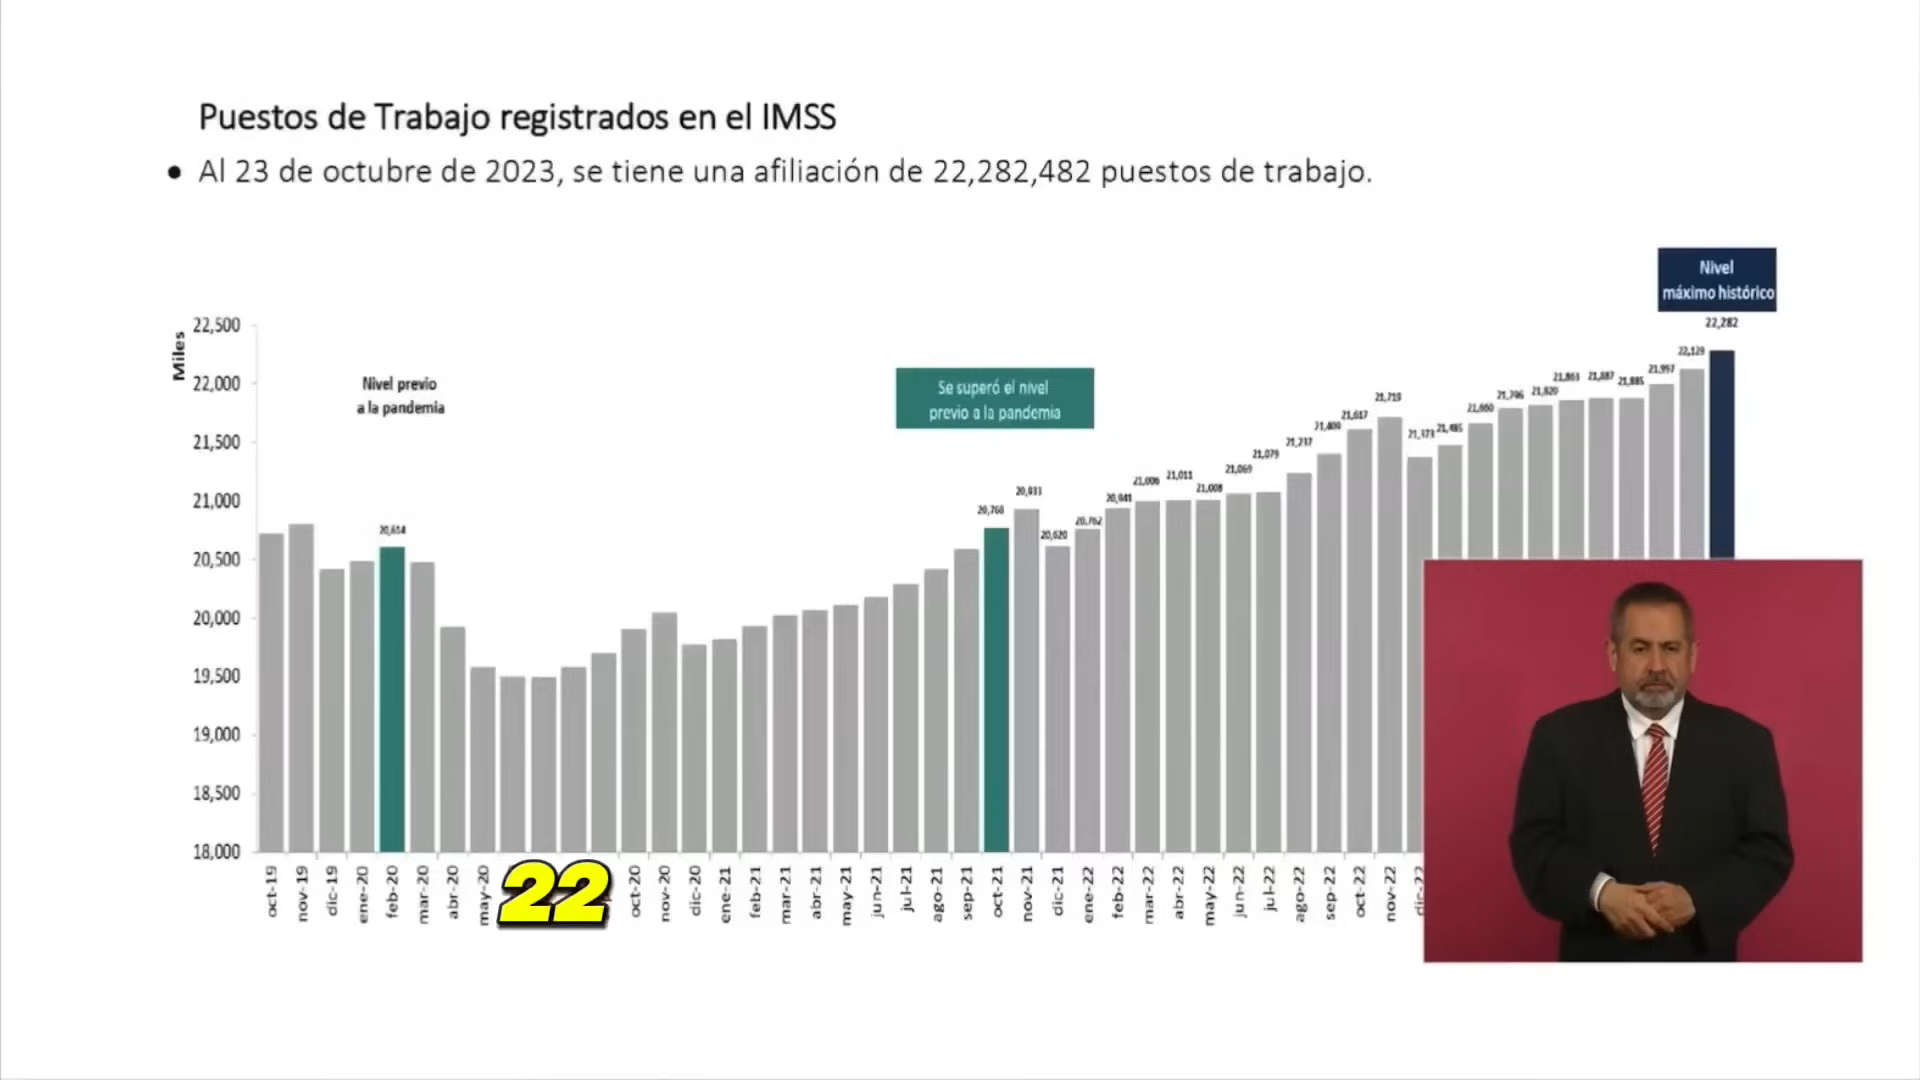 Puestos de Trabajo registrados en el IMSS
• Al 23 de octubre de 2023, se tiene una afiliación de 22,282,482 puestos de trabajo.
Nivel
máximo histórico
22,282
Miles
22,500
22,000
21,500
21,000
20,500
20,000
19,500
19,000
18,500
18,000
Nivel previo
a la pandemia
Se superó el nivel
previo a la pandemia
20,614
20,768
20,933
20,620
20,762
20,941
21,006
21,011
21,008
21,069
21,079
21,237
21,409
21,617
21,719
21,373
21,485
21,660
21,796
21,820
21,863
21,887
21,885
21,997
22,129
oct-19
nov-19
dic-19
ene-20
feb-20
mar-20
abr-20
may-20
22
oct-20
nov-20
dic-20
ene-21
feb-21
mar-21
abr-21
may-21
jun-21
jul-21
ago-21
sep-21
oct-21
nov-21
dic-21
ene-22
feb-22
mar-22
abr-22
may-22
jun-22
jul-22
ago-22
sep-22
oct-22
nov-22